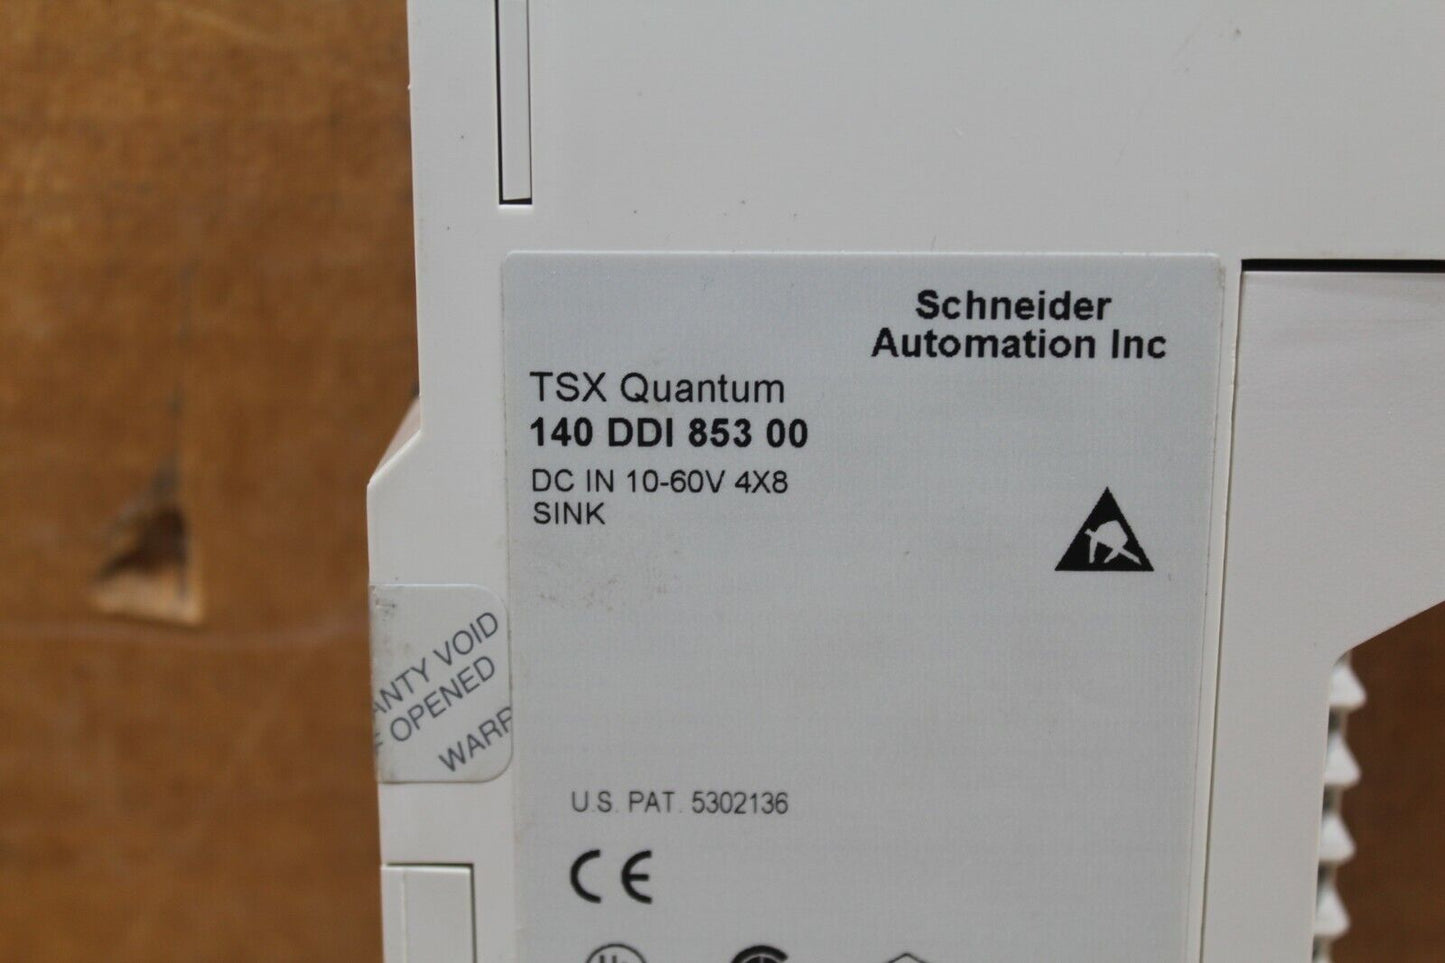 Schneider
Automation Inc
TSX Quantum
140 DDI 853 00
DC IN 10-60V 4X8
SINK
ANTY VOID
F OPENED
WARR
U.S. PAT. 5302136
CE